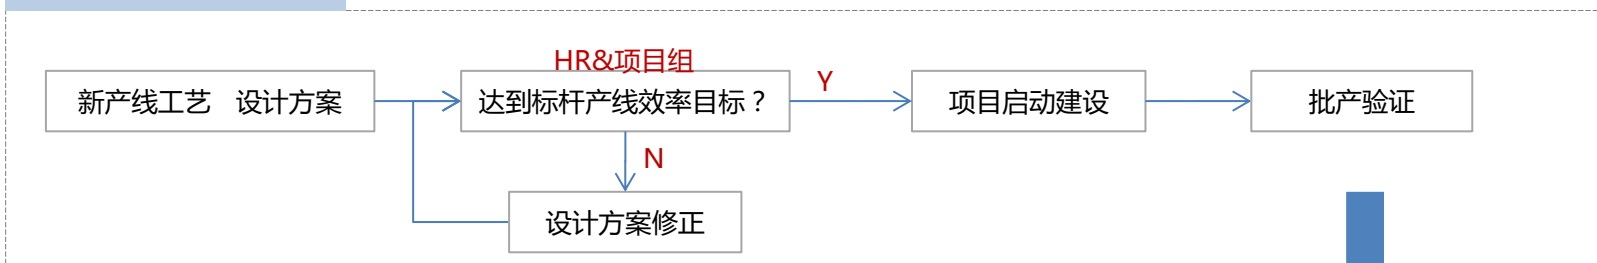 HR&项目组
新产线工艺 设计方案
达到标杆产线效率目标？
Y
项目启动建设
批产验证
N
设计方案修正